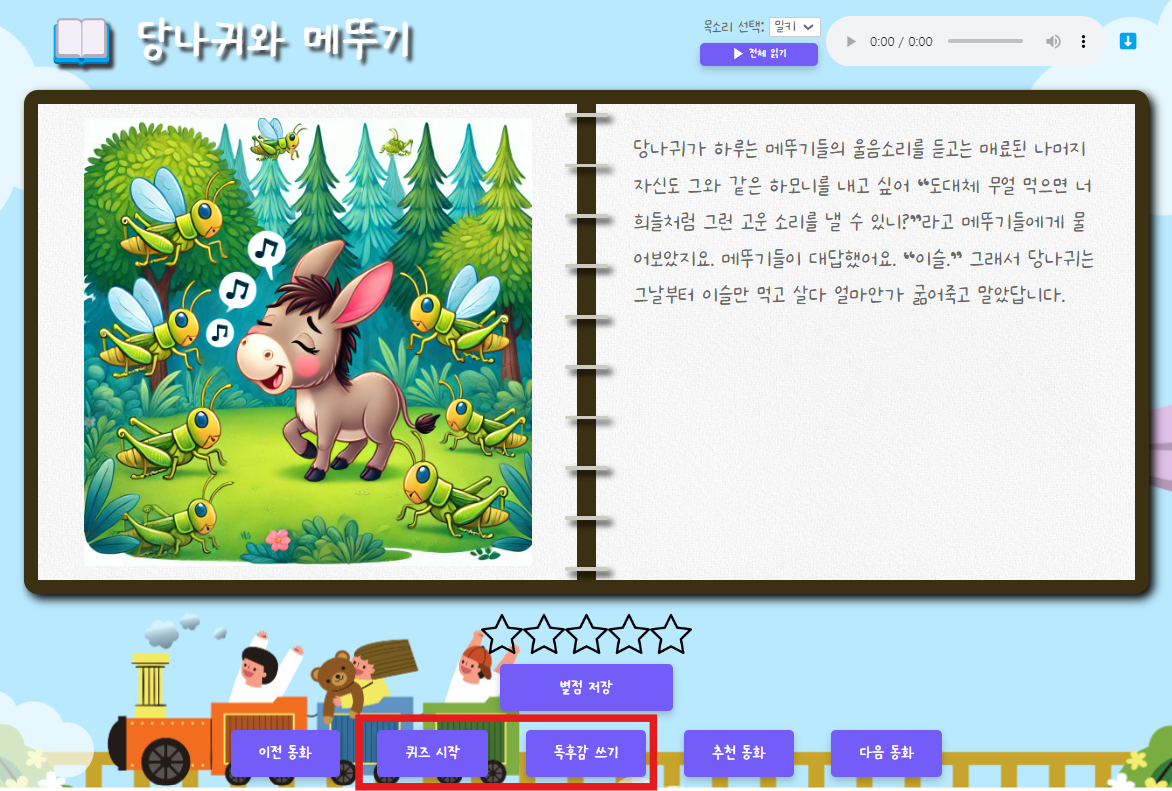 당나귀와 메뚜기
목소리 선택: 밀키
▶ 전체 읽기
0:00 / 0:00
당나귀가 하루는 메뚜기들의 울음소리를 듣고는 매료된 나머지
자신도 그와 같은 하모니를 내고 싶어 “도대체 무얼 먹으면 너
희들처럼 그런 고운 소리를 낼 수 있니?”라고 메뚜기들에게 물
어보았지요. 메뚜기들이 대답했어요. “이슬.” 그래서 당나귀는
그날부터 이슬만 먹고 살다 얼마안가 굶어죽고 말았답니다.
별점 저장
이전 동화
퀴즈 시작
독후감 쓰기
추천 동화
다음 동화